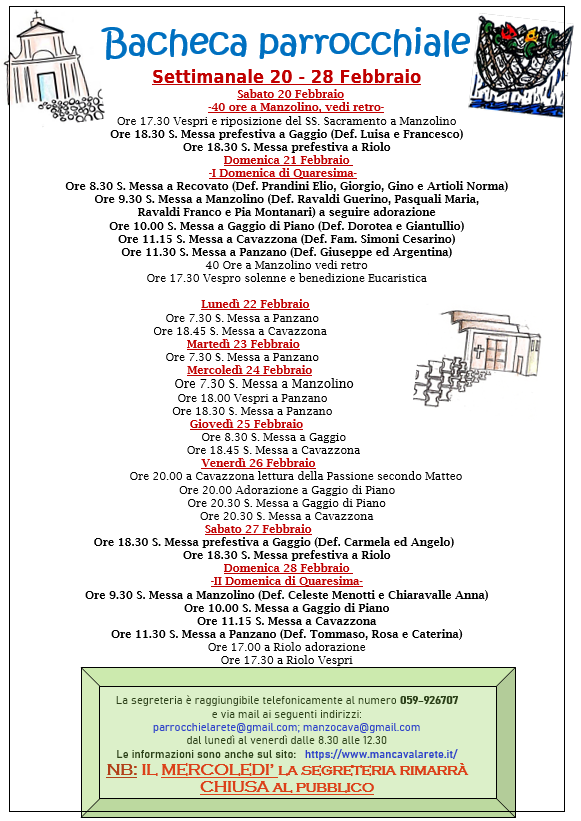 Bacheca parrocchiale
Settimanale 20 - 28 Febbraio
Sabato 20 Febbraio
-40 ore a Manzolino, vedi retro-
Ore 17.30 Vespri e riposizione del SS. Sacramento a Manzolino
Ore 18.30 S. Messa prefestiva a Gaggio (Def. Luisa e Francesco)
Ore 18.30 S. Messa prefestiva a Riolo
Domenica 21 Febbraio
-I Domenica di Quaresima-
Ore 8.30 S. Messa a Recovato (Def. Prandini Elio, Giorgio, Gino e Artioli Norma)
Ore 9.30 S. Messa a Manzolino (Def. Ravaldi Guerino, Pasquali Maria,
Ravaldi Franco e Pia Montanari) a seguire adorazione
Ore 10.00 S. Messa a Gaggio di Piano (Def. Dorotea e Giantullio)
Ore 11.15 S. Messa a Cavazzona (Def. Fam. Simoni Cesarino)
Ore 11.30 S. Messa a Panzano (Def. Giuseppe ed Argentina)
40 Ore a Manzolino vedi retro
Ore 17.30 Vespro solenne e benedizione Eucaristica
Lunedì 22 Febbraio
Ore 7.30 S. Messa a Panzano
Ore 18.45 S. Messa a Cavazzona
Martedì 23 Febbraio
Ore 7.30 S. Messa a Panzano
Mercoledì 24 Febbraio
Ore 7.30 S. Messa a Manzolino
Ore 18.00 Vespri a Panzano
Ore 18.30 S. Messa a Panzano
Giovedì 25 Febbraio
Ore 8.30 S. Messa a Gaggio
Ore 18.45 S. Messa a Cavazzona
Venerdì 26 Febbraio
Ore 20.00 a Cavazzona lettura della Passione secondo Matteo
Ore 20.00 Adorazione a Gaggio di Piano
Ore 20.30 S. Messa a Gaggio di Piano
Ore 20.30 S. Messa a Cavazzona
Sabato 27 Febbraio
Ore 18.30 S. Messa prefestiva a Gaggio (Def. Carmela ed Angelo)
Ore 18.30 S. Messa prefestiva a Riolo
Domenica 28 Febbraio
-II Domenica di Quaresima-
Ore 9.30 S. Messa a Manzolino (Def. Celeste Menotti e Chiaravalle Anna)
Ore 10.00 S. Messa a Gaggio di Piano
Ore 11.15 S. Messa a Cavazzona
Ore 11.30 S. Messa a Panzano (Def. Tommaso, Rosa e Caterina)
Ore 17.00 a Riolo adorazione
Ore 17.30 a Riolo Vespri
La segreteria è raggiungibile telefonicamente al numero 059-926707
e via mail ai seguenti indirizzi:
parrocchielarete@gmail.com; manzocava@gmail.com
dal lunedì al venerdì dalle 8.30 alle 12.30
Le informazioni sono anche sul sito: https://www.mancavalarete.it/
NB: IL MERCOLEDI' LA SEGRETERIA RIMARRÀ
CHIUSA AL PUBBLICO